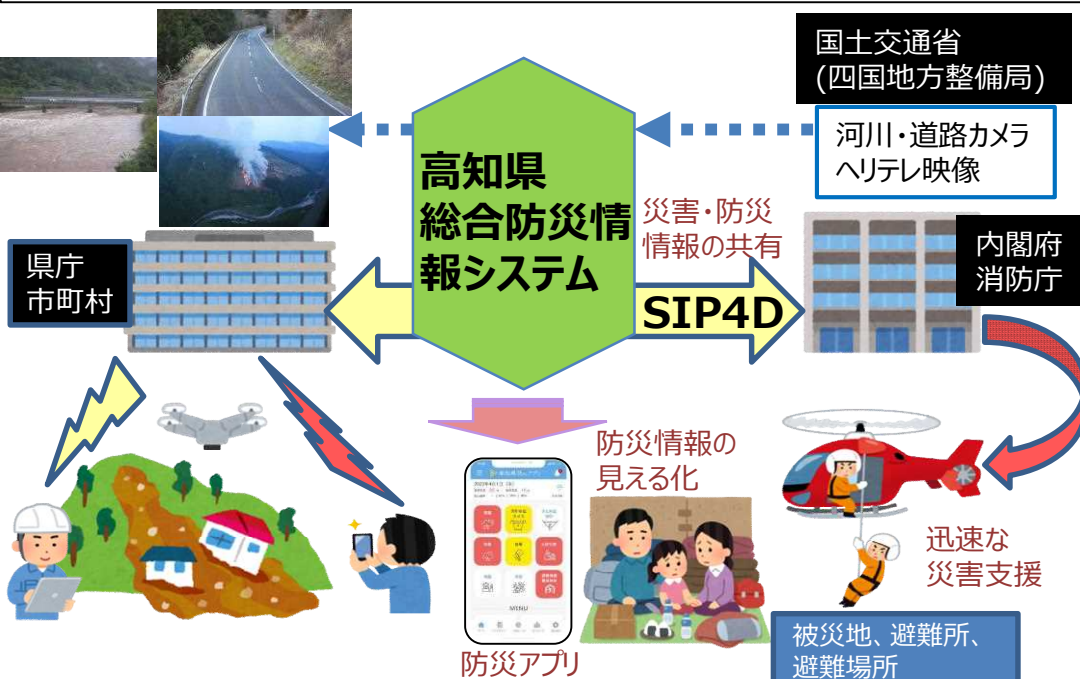 国土交通省
(四国地方整備局)
河川・道路カメラ
ヘリテレ映像
高知県
総合防災情
報システム
災害・防災
情報の共有
SIP4D
内閣府
消防庁
県庁
市町村
防災情報の
見える化
MENU
防災アプリ
迅速な
災害支援
被災地、避難所、
避難場所